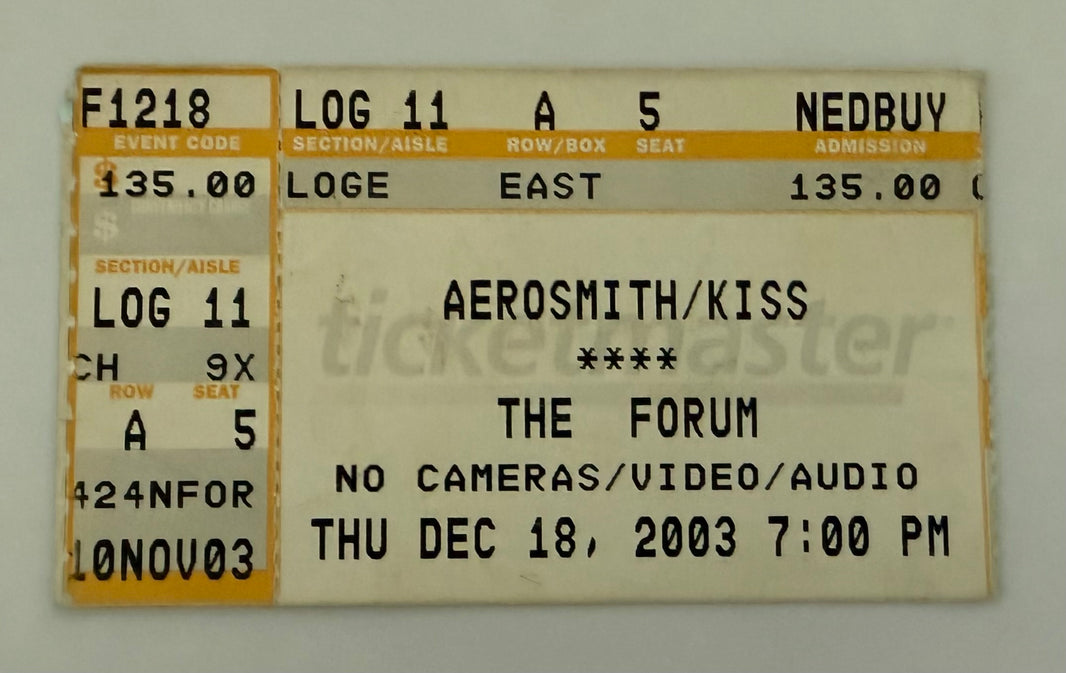 F1218
EVENT CODE
135.00
$
SECTION/AISLE
LOG 11
CH 9X
ROW SEAT
A 5
424NFOR
10NOV03
LOG 11 A 5 NEDBUY
SECTION/AISLE ROW/BOX SEAT ADMISSION
LOGE EAST 135.00
ticketmaster
AEROSMITH/KISS
****
THE FORUM
NO CAMERAS/VIDEO/AUDIO
THU DEC 18, 2003 7:00 PM